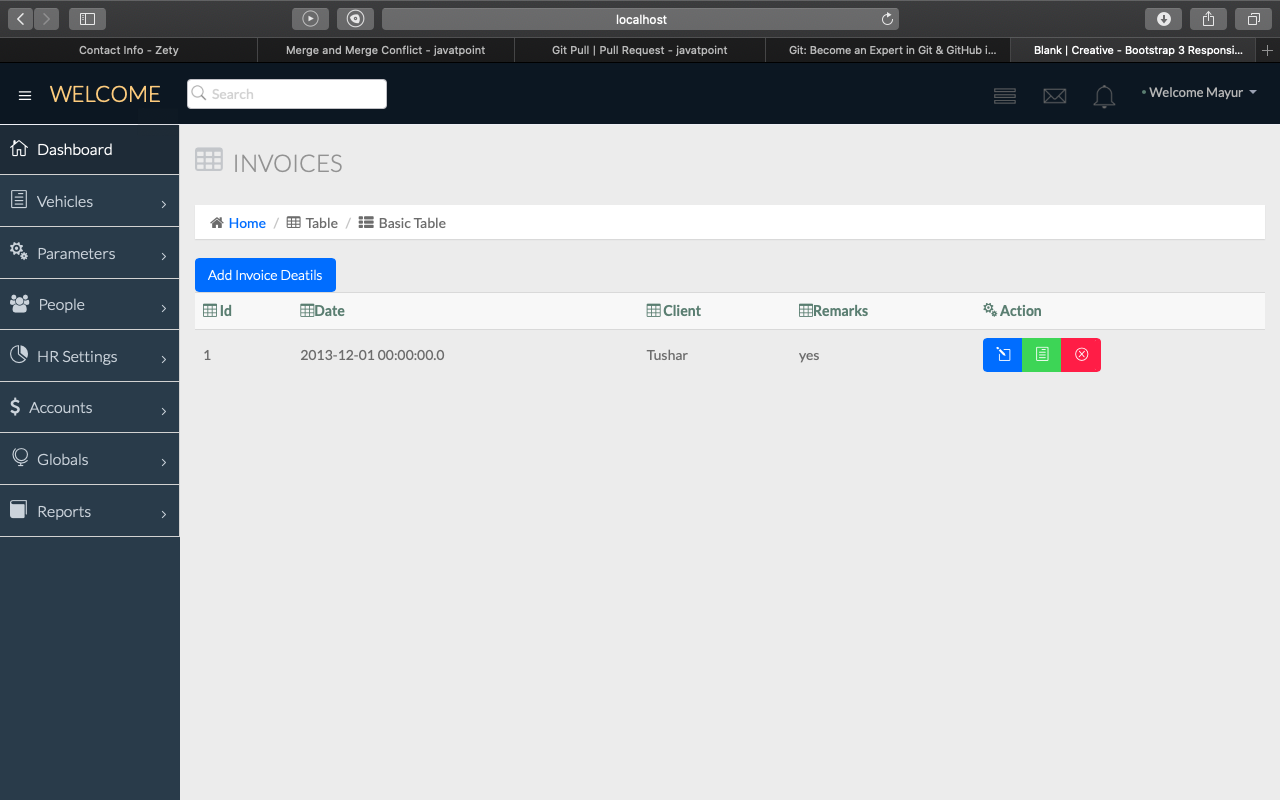 localhost
Contact Info - Zety
Merge and Merge Conflict - javatpoint
Git Pull | Pull Request - javatpoint
Git: Become an Expert in Git & GitHub i...
Blank | Creative - Bootstrap 3 Responsi...
WELCOME
Search
Welcome Mayur
Dashboard
Vehicles
Parameters
People
HR Settings
Accounts
Globals
Reports
INVOICES
Home / Table / Basic Table
Add Invoice Deatils
Id Date Client Remarks Action
1 2013-12-01 00:00:00.0 Tushar yes